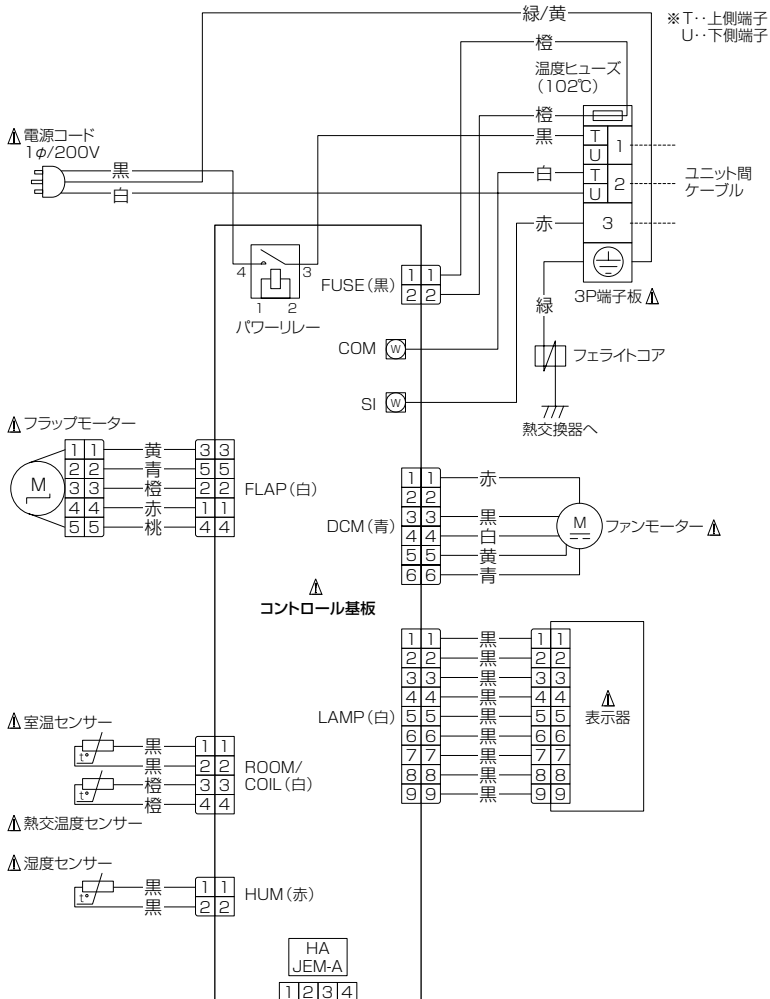 緑/黄
※T‥上側端子
U‥下側端子
橙
温度ヒューズ
(102℃)
橙
黒
T
U
1
T
U
2
3
白
赤
ユニット間
ケーブル
3P端子板
緑
フェライトコア
熱交換器へ
電源コード
1φ/200V
黒
白
4
3
1
2
パワーリレー
FUSE(黒)
1 1
2 2
COM W
SI W
フラップモーター
M
1 1 黄 3 3
2 2 青 5 5
3 3 橙 2 2
4 4 赤 1 1
5 5 桃 4 4
FLAP(白)
DCM(青)
1 1 赤
2 2
3 3 黒
4 4 白
5 5 黄
6 6 青
M
ファンモーター
コントロール基板
LAMP(白)
1 1 黒 1 1
2 2 黒 2 2
3 3 黒 3 3
4 4 黒 4 4
5 5 黒 5 5
6 6 黒 6 6
7 7 黒 7 7
8 8 黒 8 8
9 9 黒 9 9
表示器
室温センサー
t°
黒 1 1
黒 2 2
t°
橙 3 3
橙 4 4
ROOM/
COIL(白)
熱交温度センサー
湿度センサー
t°
黒 1 1
黒 2 2
HUM(赤)
HA
JEM-A
1 2 3 4